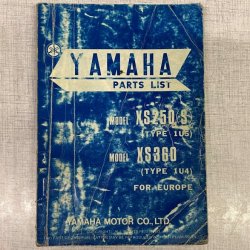 YAMAHA
PARTS LIST
MODEL XS250 S
(TYPE 1U5)
MODEL XS360
(TYPE 1U4)
FOR EUROPE
YAMAHA MOTOR CO., LTD.